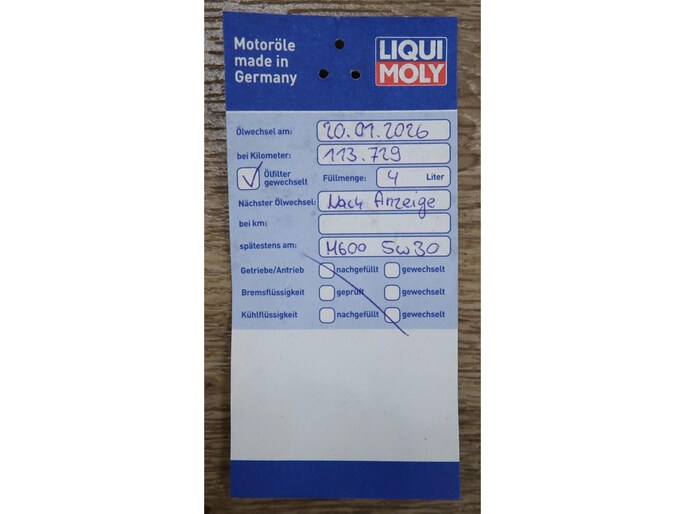 Motoröle
made in
Germany
LIQUI
MOLY
Ölwechsel am: 20.01.2026
bei Kilometer: 113.729
Ölfilter
gewechselt
Füllmenge: 4 Liter
Nächster Ölwechsel: Nach Anzeige
bei km:
spätestens am: M600 5w30
Getriebe/Antrieb nachgefüllt gewechselt
Bremsflüssigkeit geprüft gewechselt
Kühlflüssigkeit nachgefüllt gewechselt